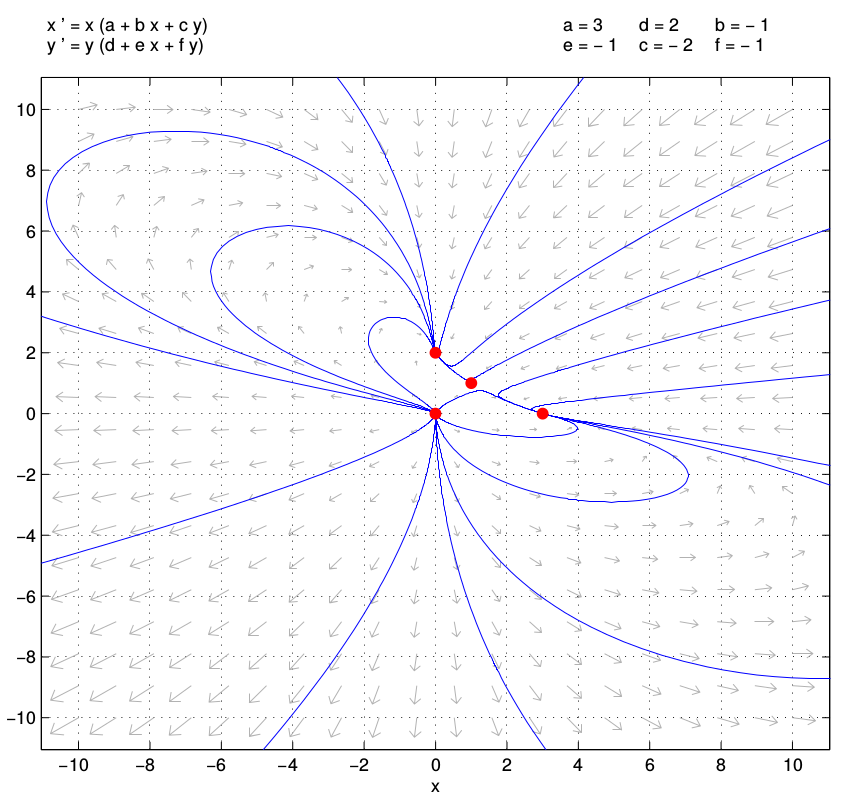 x ' = x (a + b x + c y)
y ' = y (d + e x + f y)
a = 3 d = 2 b = − 1
e = − 1 c = − 2 f = − 1
10
8
6
4
2
0
−2
−4
−6
−8
−10
−10 −8 −6 −4 −2 0 2 4 6 8 10
x